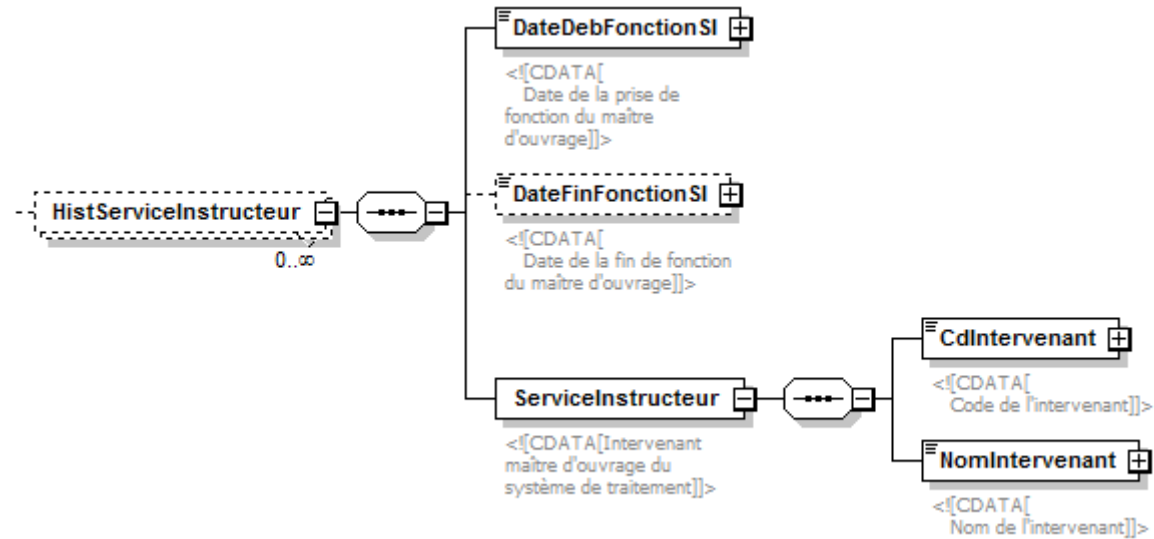 DateDebFonctionSI
<![CDATA[
Date de la prise de
fonction du maître
d'ouvrage]]>
DateFinFonctionSI
<![CDATA[
Date de la fin de fonction
du maître d'ouvrage]]>
HistServiceInstructeur
0..∞
ServiceInstructeur
<![CDATA[Intervenant
maître d'ouvrage du
système de traitement]]>
CdIntervenant
<![CDATA[
Code de l'intervenant]]>
NomIntervenant
<![CDATA[
Nom de l'intervenant]]>